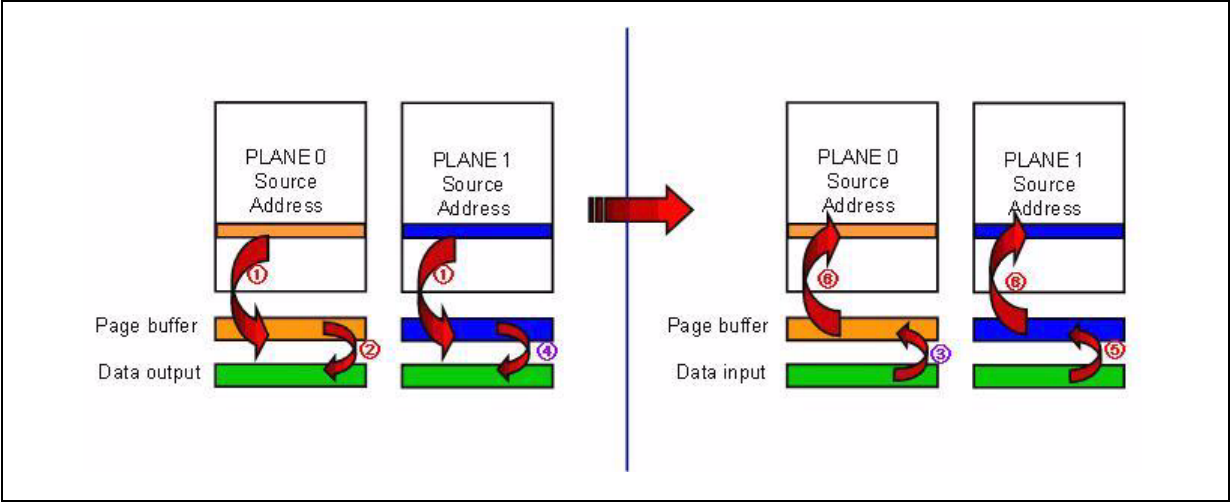 PLANE 0
Source
Address
PLANE 1
Source
Address
①
①
Page buffer
②
④
Data output
PLANE 0
Source
Address
PLANE 1
Source
Address
⑥
⑥
Page buffer
③
⑤
Data input